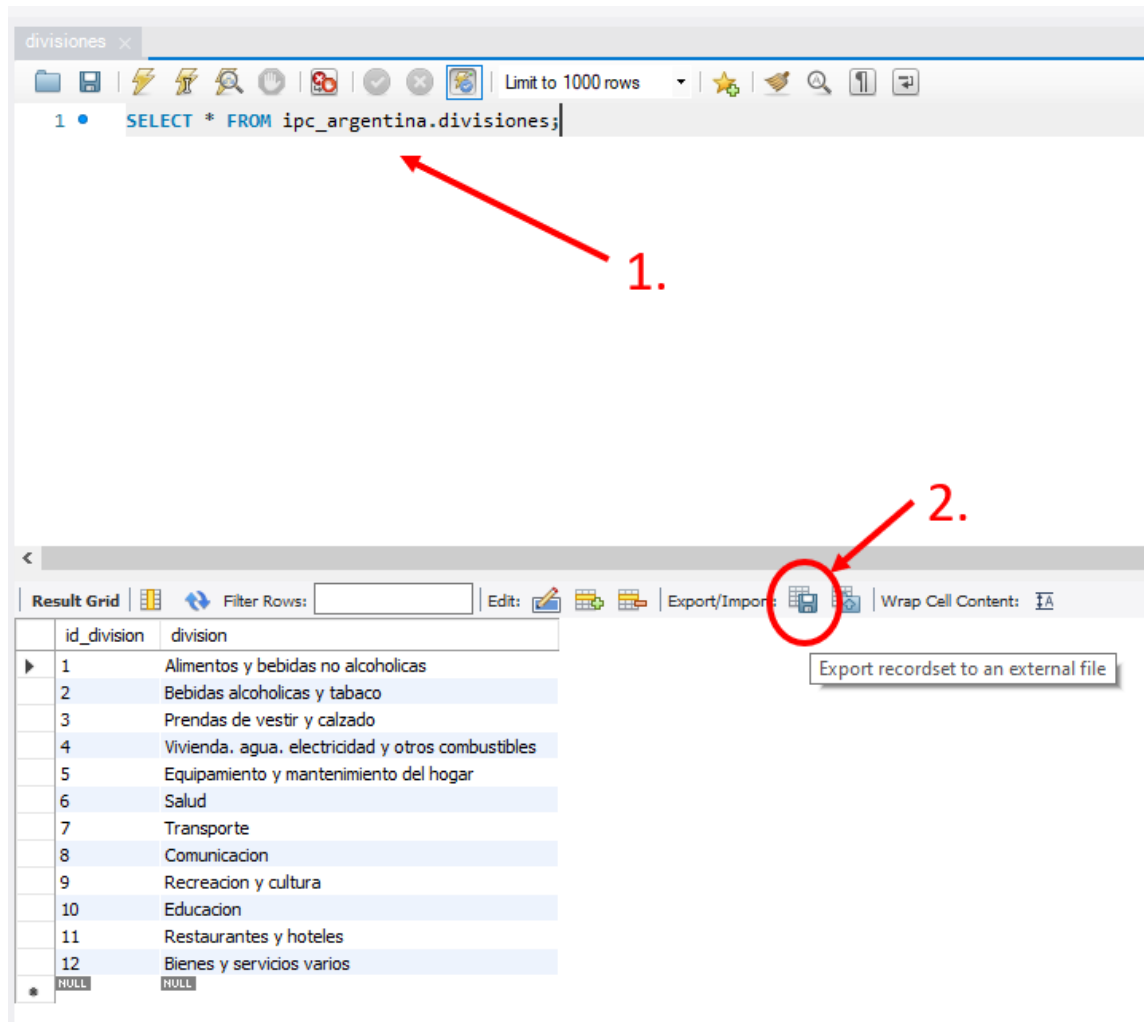 divisiones
Limit to 1000 rows
1 SELECT * FROM ipc_argentina.divisiones;
1.
2.
Result Grid Filter Rows: Edit: Export/Import: Wrap Cell Content:
id_division division
Export recordset to an external file
1 Alimentos y bebidas no alcoholicas
2 Bebidas alcoholicas y tabaco
3 Prendas de vestir y calzado
4 Vivienda. agua. electricidad y otros combustibles
5 Equipamiento y mantenimiento del hogar
6 Salud
7 Transporte
8 Comunicacion
9 Recreacion y cultura
10 Educacion
11 Restaurantes y hoteles
12 Bienes y servicios varios
NULL NULL